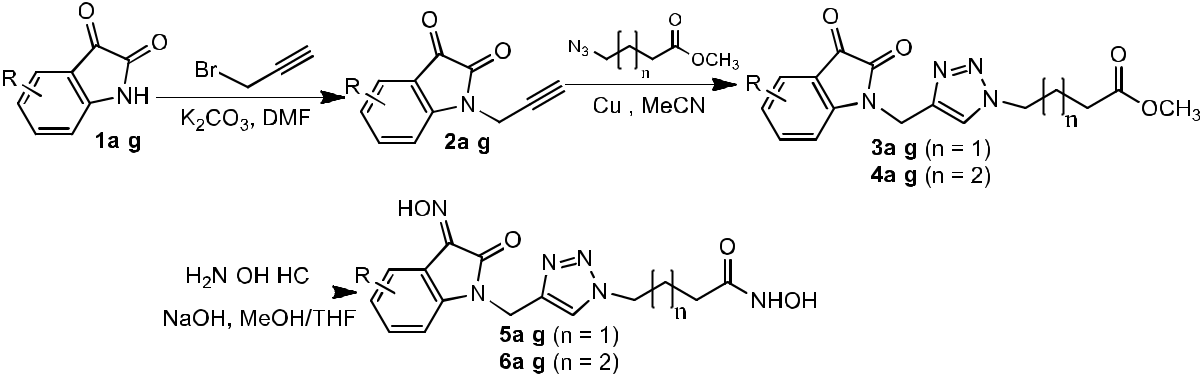 O
O
R
NH
1a g
Br
K2CO3, DMF
O
O
R
N
2a g
N3
n
O
OCH3
Cu , MeCN
O
O
R
N
N N
N
n
O
OCH3
3a g (n = 1)
4a g (n = 2)
H2N OH HC
NaOH, MeOH/THF
HON
O
R
N
N N
N
n
O
NHOH
5a g (n = 1)
6a g (n = 2)